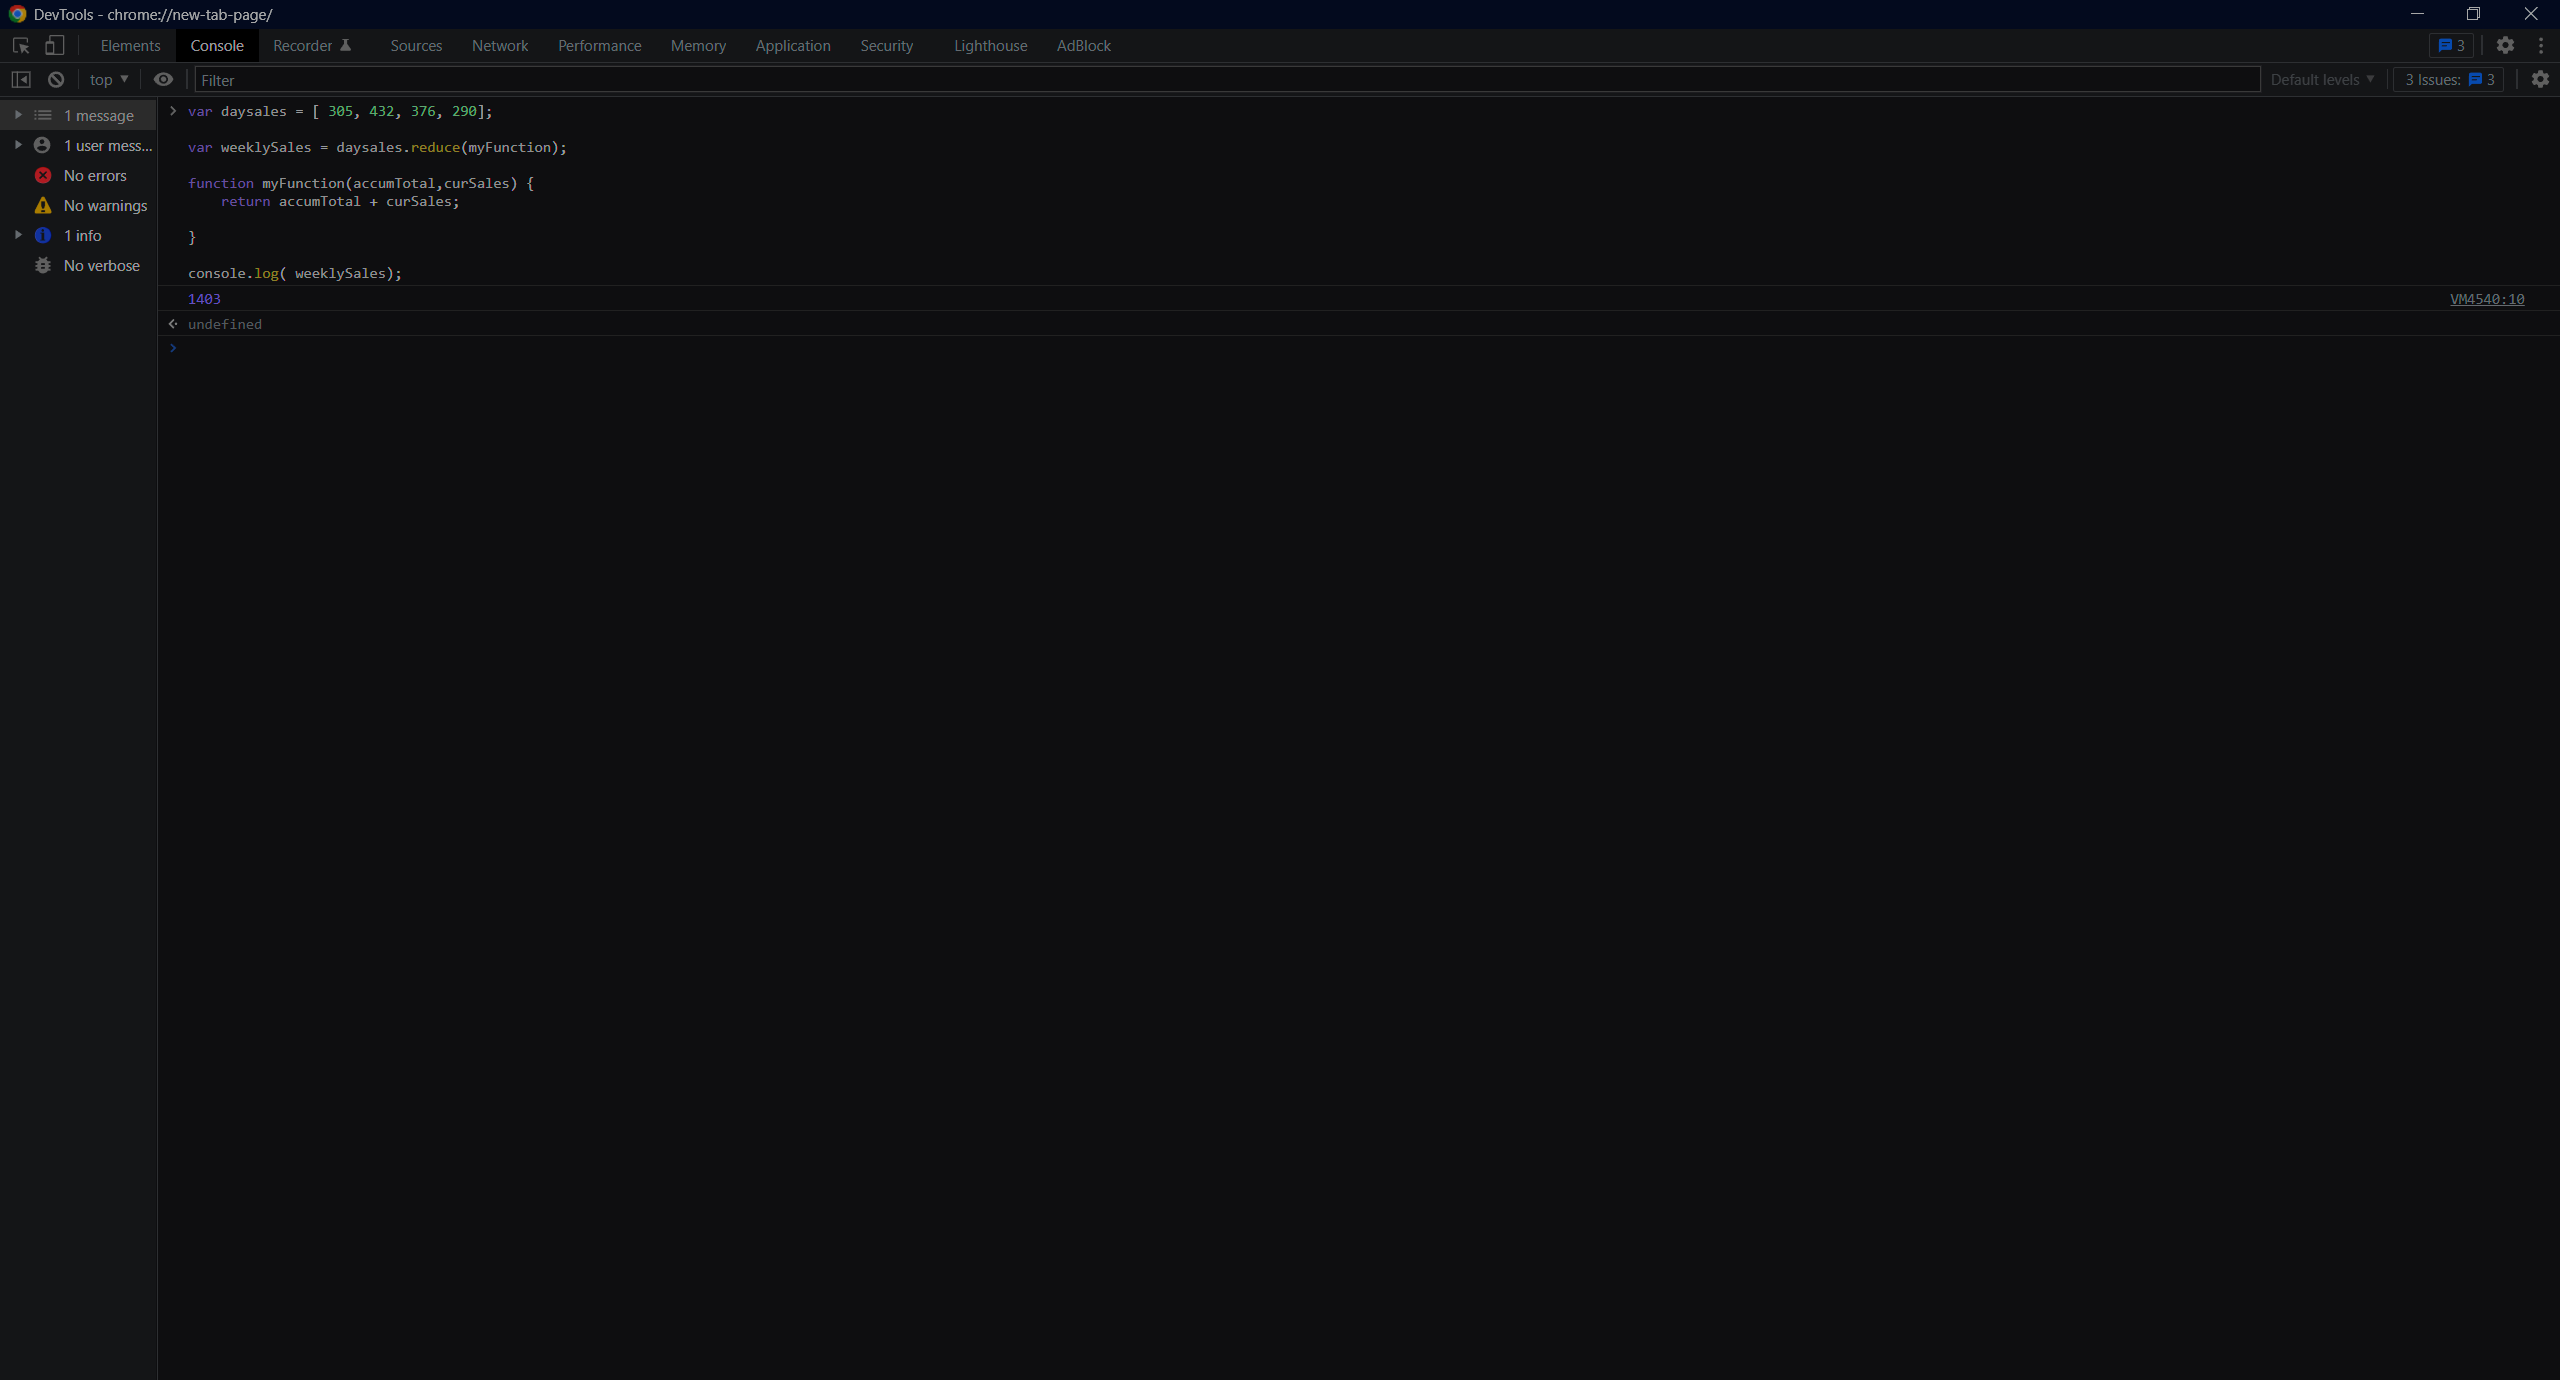 DevTools - chrome://new-tab-page/
Elements Console Recorder Sources Network Performance Memory Application Security Lighthouse AdBlock 3
top Filter Default levels 3 Issues: 3
1 message
1 user mess...
No errors
No warnings
1 info
No verbose
var daysales = [ 305, 432, 376, 290];
var weeklySales = daysales.reduce(myFunction);
function myFunction(accumTotal,curSales) {
return accumTotal + curSales;
}
console.log( weeklySales);
1403 VM4540:10
undefined